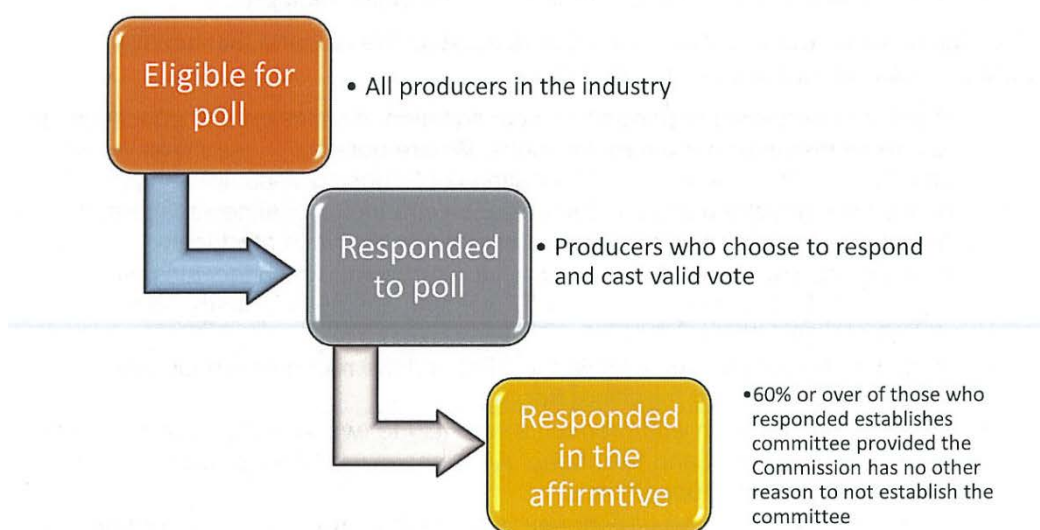 Eligible for
poll
• All producers in the industry
Responded
to poll
• Producers who choose to respond
and cast valid vote
Responded
in the
affirmtive
•60% or over of those who
responded establishes
committee provided the
Commission has no other
reason to not establish the
committee